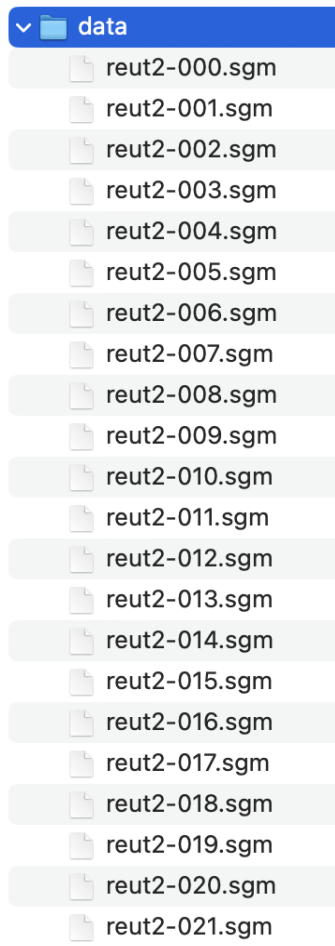 data
reut2-000.sgm
reut2-001.sgm
reut2-002.sgm
reut2-003.sgm
reut2-004.sgm
reut2-005.sgm
reut2-006.sgm
reut2-007.sgm
reut2-008.sgm
reut2-009.sgm
reut2-010.sgm
reut2-011.sgm
reut2-012.sgm
reut2-013.sgm
reut2-014.sgm
reut2-015.sgm
reut2-016.sgm
reut2-017.sgm
reut2-018.sgm
reut2-019.sgm
reut2-020.sgm
reut2-021.sgm